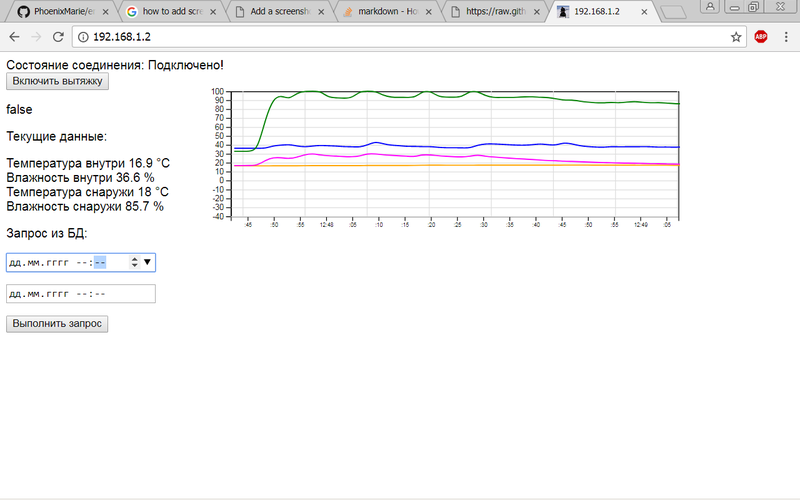 PhoenixMarie/er
how to add scre
Add a screensho
markdown - Ho
https://raw.gith
192.168.1.2
192.168.1.2
ABP
Состояние соединения: Подключено!
Включить вытяжку
false
Текущие данные:
Температура внутри 16.9 °C
Влажность внутри 36.6 %
Температура снаружи 18 °C
Влажность снаружи 85.7 %
Запрос из БД:
дд.мм.гггг --:--
дд.мм.гггг --:--
Выполнить запрос
100
90
80
70
60
50
40
30
20
10
0
-10
-20
-30
-40
:45 :50 :55 12:48 :05 :10 :15 :20 :25 :30 :35 :40 :45 :50 :55 12:49 :05